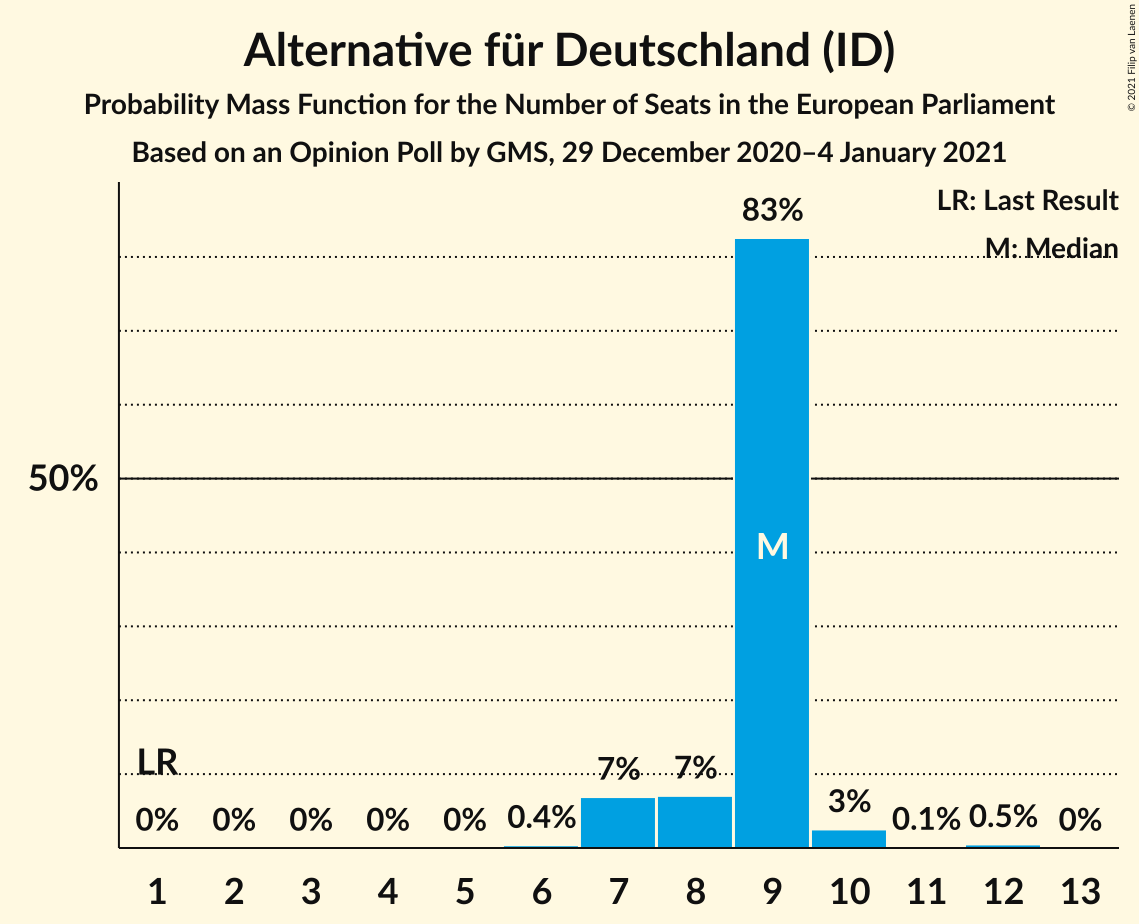 Alternative für Deutschland (ID)
Probability Mass Function for the Number of Seats in the European Parliament
Based on an Opinion Poll by GMS, 29 December 2020–4 January 2021
© 2021 Filip van Laenen
LR: Last Result
M: Median
83%
50%
M
LR
0% 0% 0% 0% 0% 0.4% 7% 7% 3% 0.1% 0.5% 0%
1 2 3 4 5 6 7 8 9 10 11 12 13